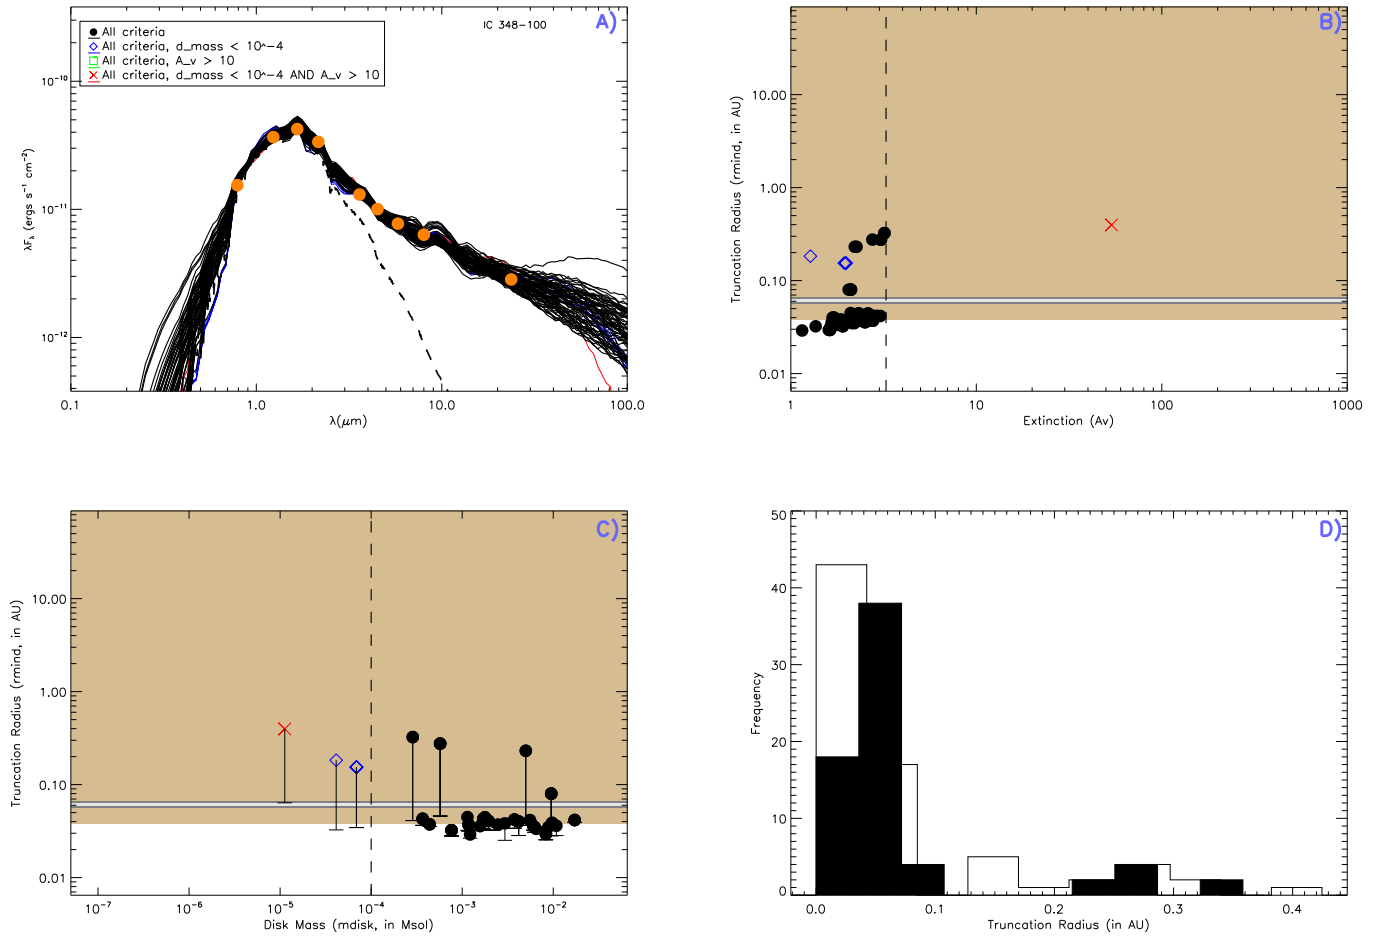 A)
IC 348-100
All criteria
All criteria, d_mass < 10^-4
All criteria, A_v > 10
All criteria, d_mass < 10^-4 AND A_v > 10
10⁻¹⁰
10⁻¹¹
10⁻¹²
λFλ (ergs s⁻¹ cm⁻²)
0.1 1.0 10.0 100.0
λ(μm)
B)
10.00
1.00
0.10
0.01
Truncation Radius (rmind, in AU)
1 10 100 1000
Extinction (Av)
C)
10.00
1.00
0.10
0.01
Truncation Radius (rmind, in AU)
10⁻⁷ 10⁻⁶ 10⁻⁵ 10⁻⁴ 10⁻³ 10⁻²
Disk Mass (mdisk, in Msol)
D)
50
40
30
20
10
0
Frequency
0.0 0.1 0.2 0.3 0.4
Truncation Radius (in AU)